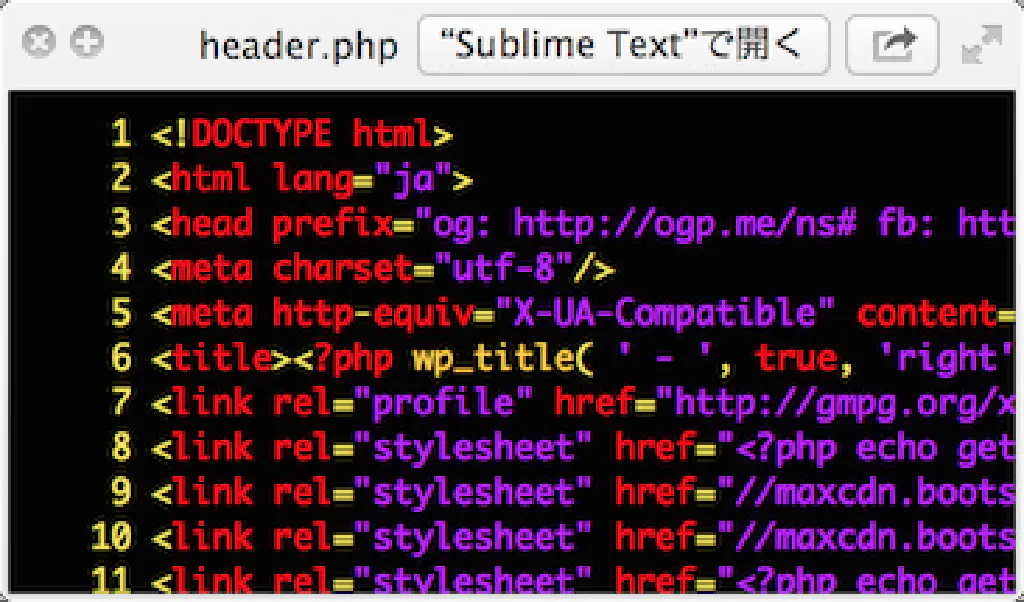 header.php "Sublime Text"で開く
1 <!DOCTYPE html>
2 <html lang="ja">
3 <head prefix="og: http://ogp.me/ns# fb: htt
4 <meta charset="utf-8"/>
5 <meta http-equiv="X-UA-Compatible" content=
6 <title><?php wp_title( ' - ', true, 'right'
7 <link rel="profile" href="http://gmpg.org/x
8 <link rel="stylesheet" href="<?php echo get
9 <link rel="stylesheet" href="//maxcdn.boots
10 <link rel="stylesheet" href="//maxcdn.boots
11 <link rel="stylesheet" href="<?php echo get